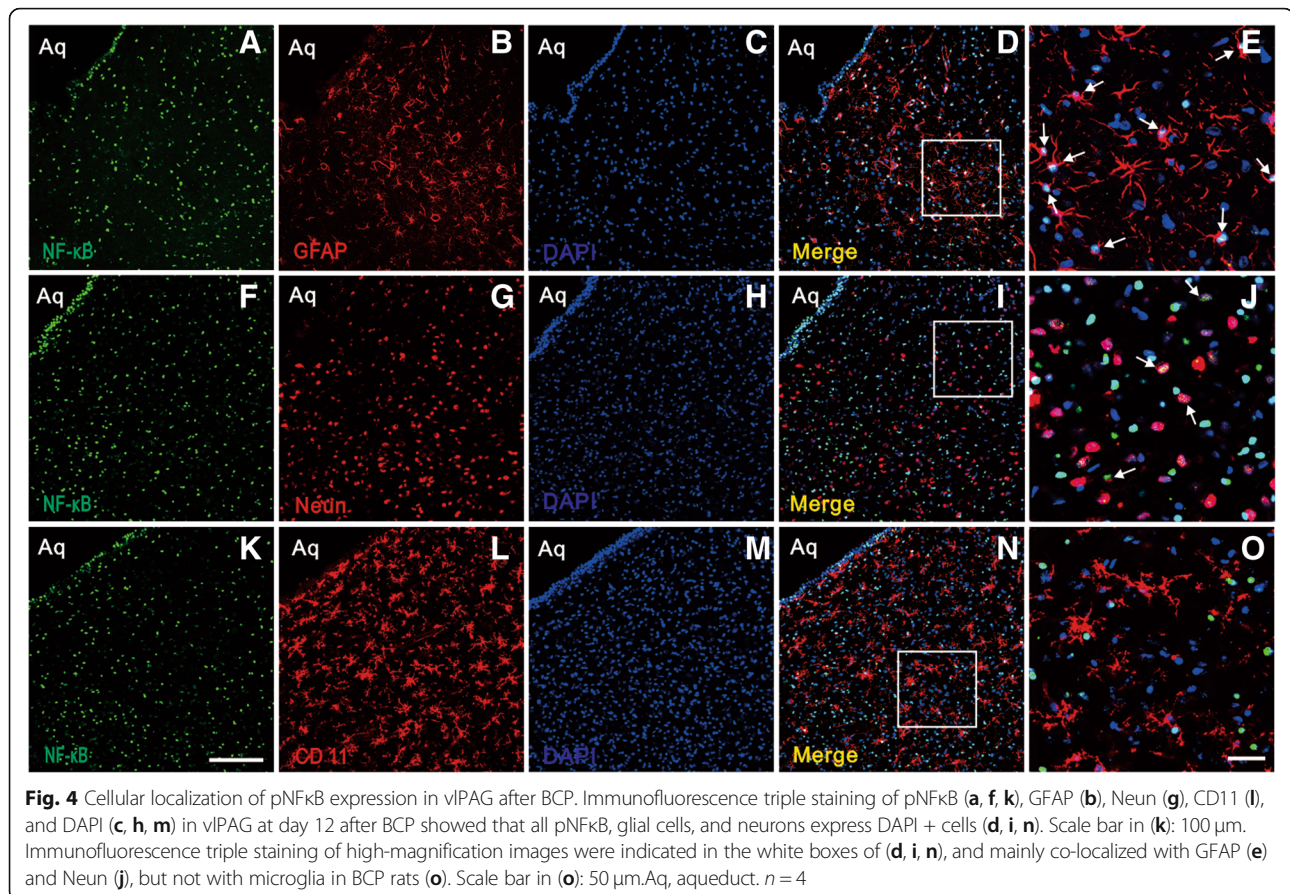 Aq A B Aq C Aq D E
NF-κB GFAP DAPI Merge
Aq F Aq G Aq H Aq I J
NF-κB Neun DAPI Merge
Aq K Aq L Aq M Aq N O
NF-κB CD 11 DAPI Merge
Fig. 4 Cellular localization of pNFκB expression in vlPAG after BCP. Immunofluorescence triple staining of pNFκB (a, f, k), GFAP (b), Neun (g), CD11 (l),
and DAPI (c, h, m) in vlPAG at day 12 after BCP showed that all pNFκB, glial cells, and neurons express DAPI + cells (d, i, n). Scale bar in (k): 100 μm.
Immunofluorescence triple staining of high-magnification images were indicated in the white boxes of (d, i, n), and mainly co-localized with GFAP (e)
and Neun (j), but not with microglia in BCP rats (o). Scale bar in (o): 50 μm.Aq, aqueduct. n = 4